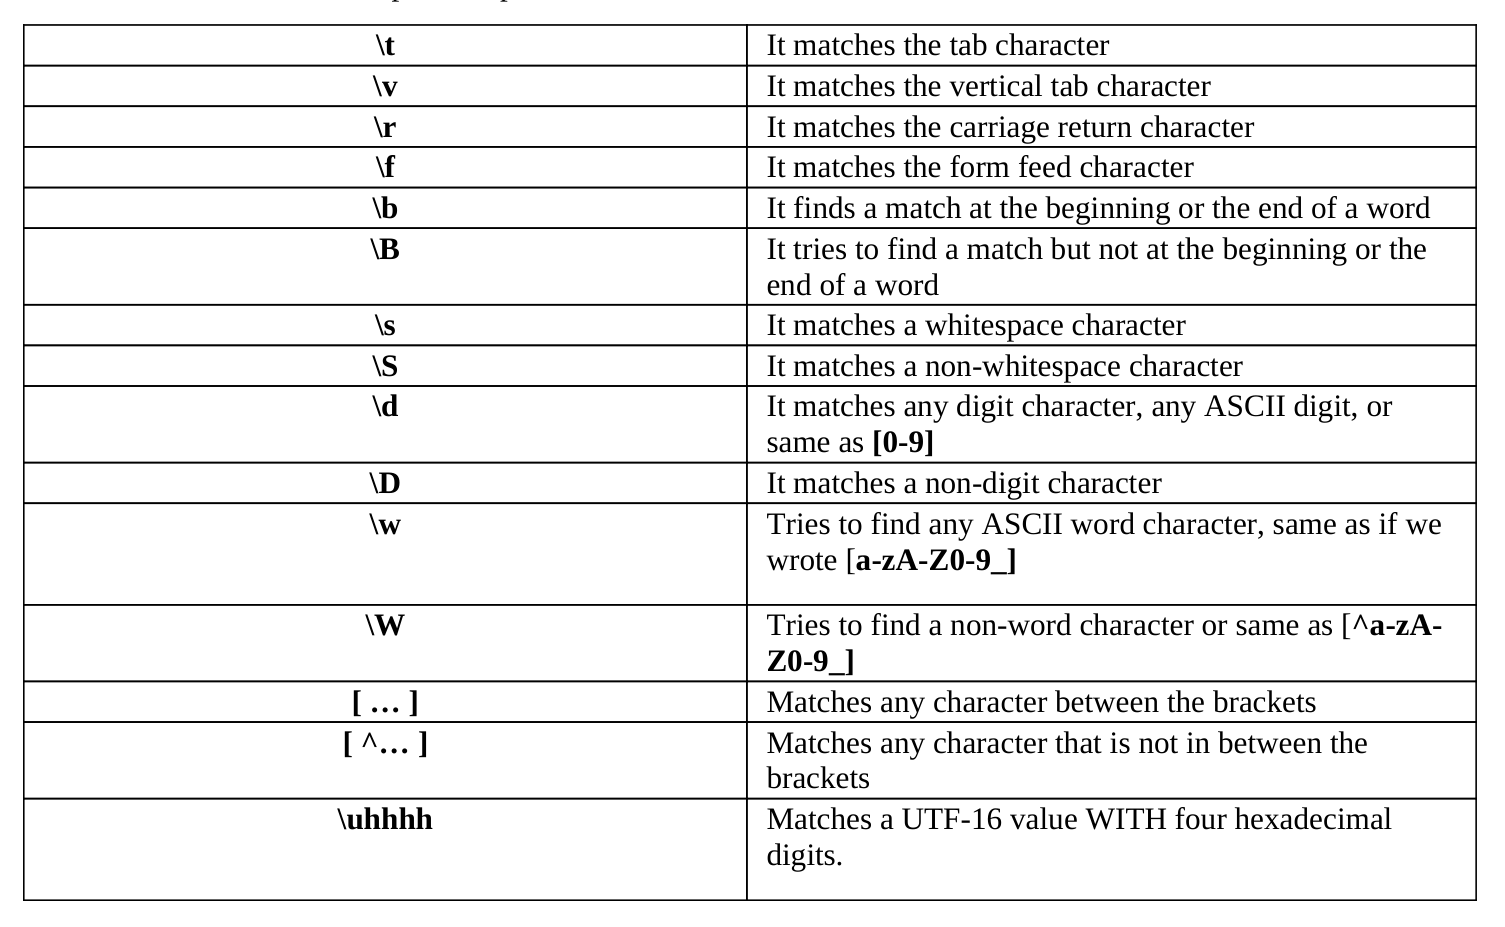 \t It matches the tab character
\v It matches the vertical tab character
\r It matches the carriage return character
\f It matches the form feed character
\b It finds a match at the beginning or the end of a word
\B It tries to find a match but not at the beginning or the
end of a word
\s It matches a whitespace character
\S It matches a non-whitespace character
\d It matches any digit character, any ASCII digit, or
same as [0-9]
\D It matches a non-digit character
\w Tries to find any ASCII word character, same as if we
wrote [a-zA-Z0-9_]
\W Tries to find a non-word character or same as [^a-zA-
Z0-9_]
[ … ] Matches any character between the brackets
[ ^… ] Matches any character that is not in between the
brackets
\uhhhh Matches a UTF-16 value WITH four hexadecimal
digits.